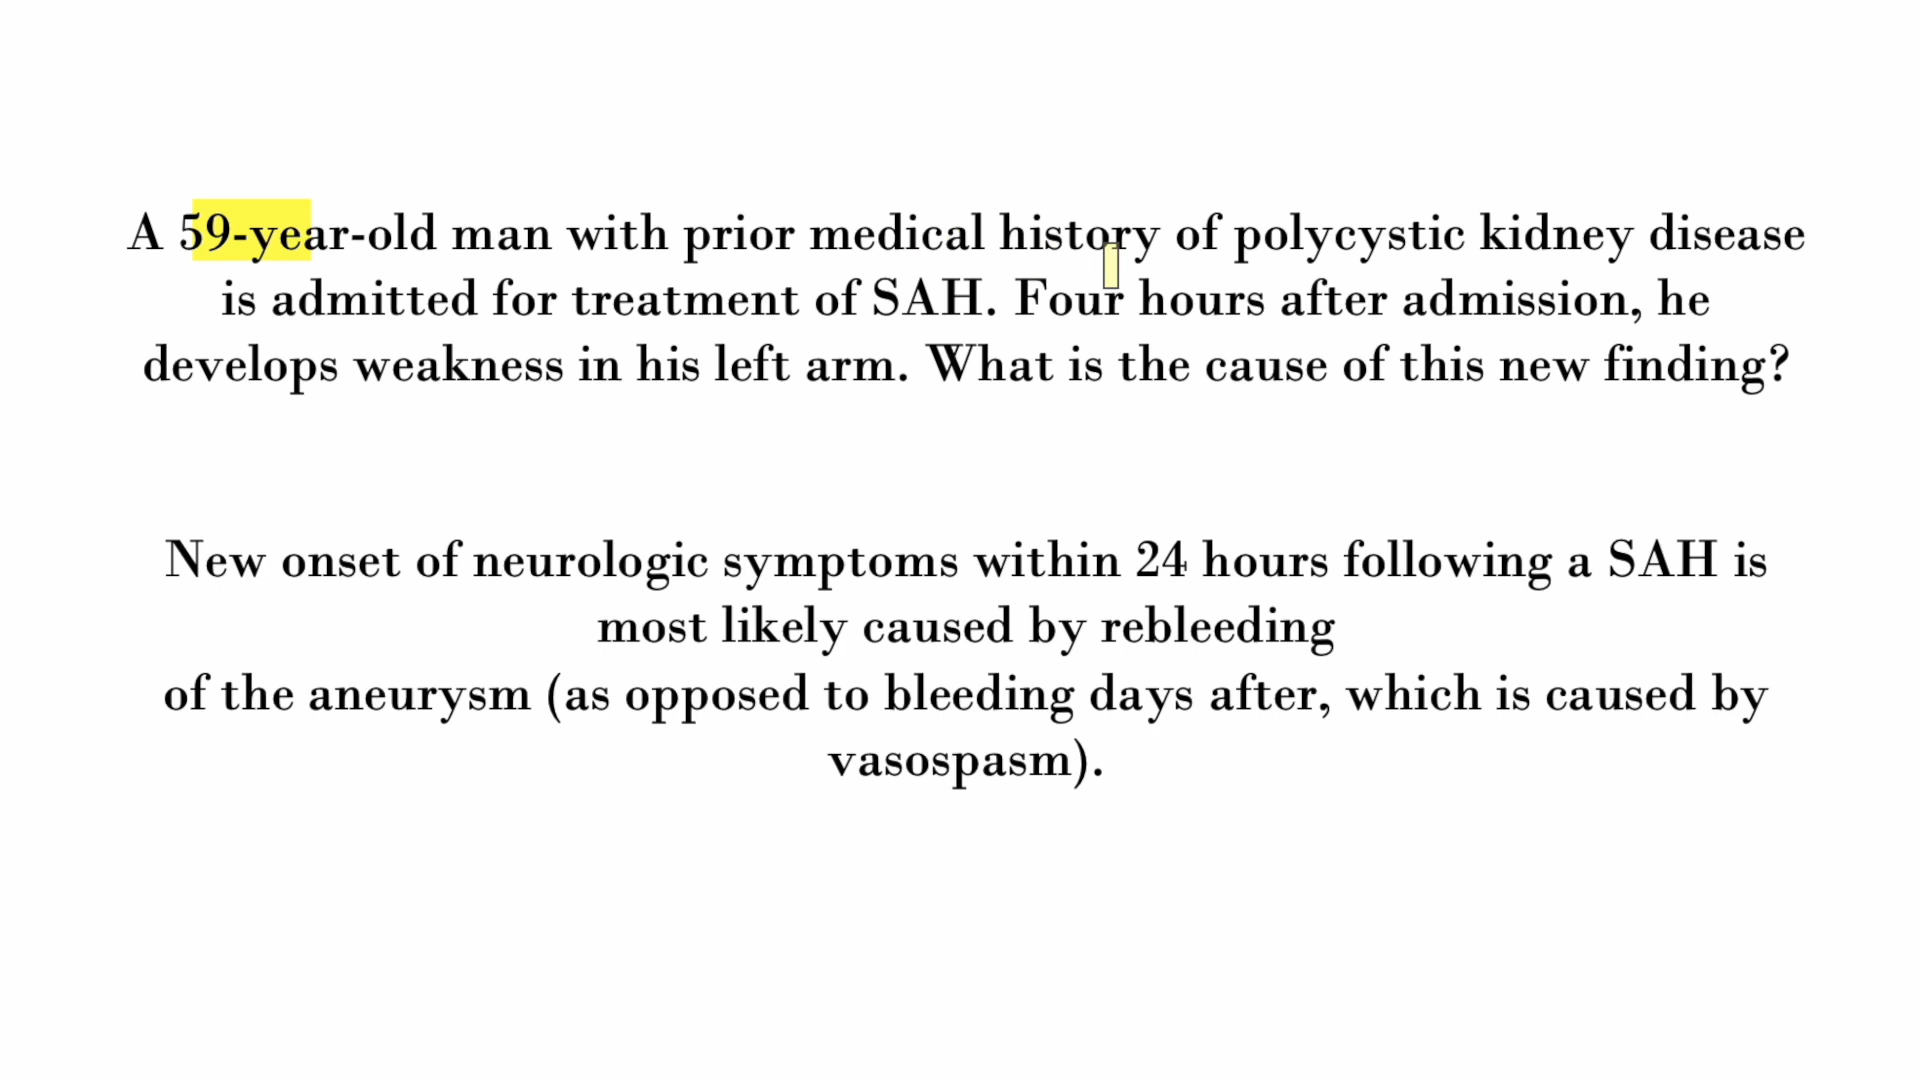 A 59-year-old man with prior medical history of polycystic kidney disease
is admitted for treatment of SAH. Four hours after admission, he
develops weakness in his left arm. What is the cause of this new finding?
New onset of neurologic symptoms within 24 hours following a SAH is
most likely caused by rebleeding
of the aneurysm (as opposed to bleeding days after, which is caused by
vasospasm).